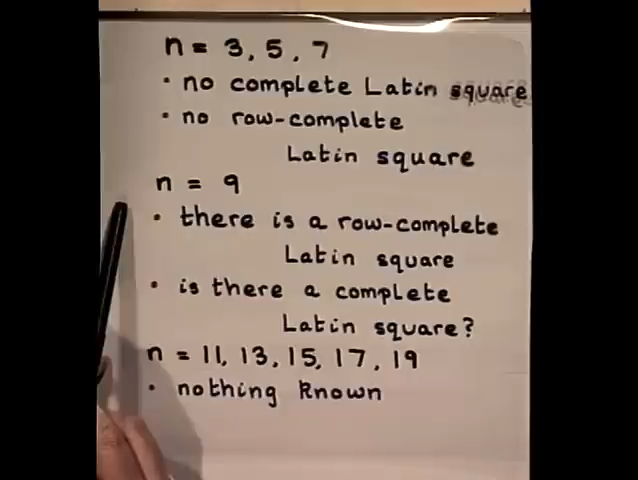 n = 3, 5, 7
• no complete Latin square
• no row-complete
Latin square
n = 9
• there is a row-complete
Latin square
• is there a complete
Latin square?
n = 11, 13, 15, 17, 19
• nothing known